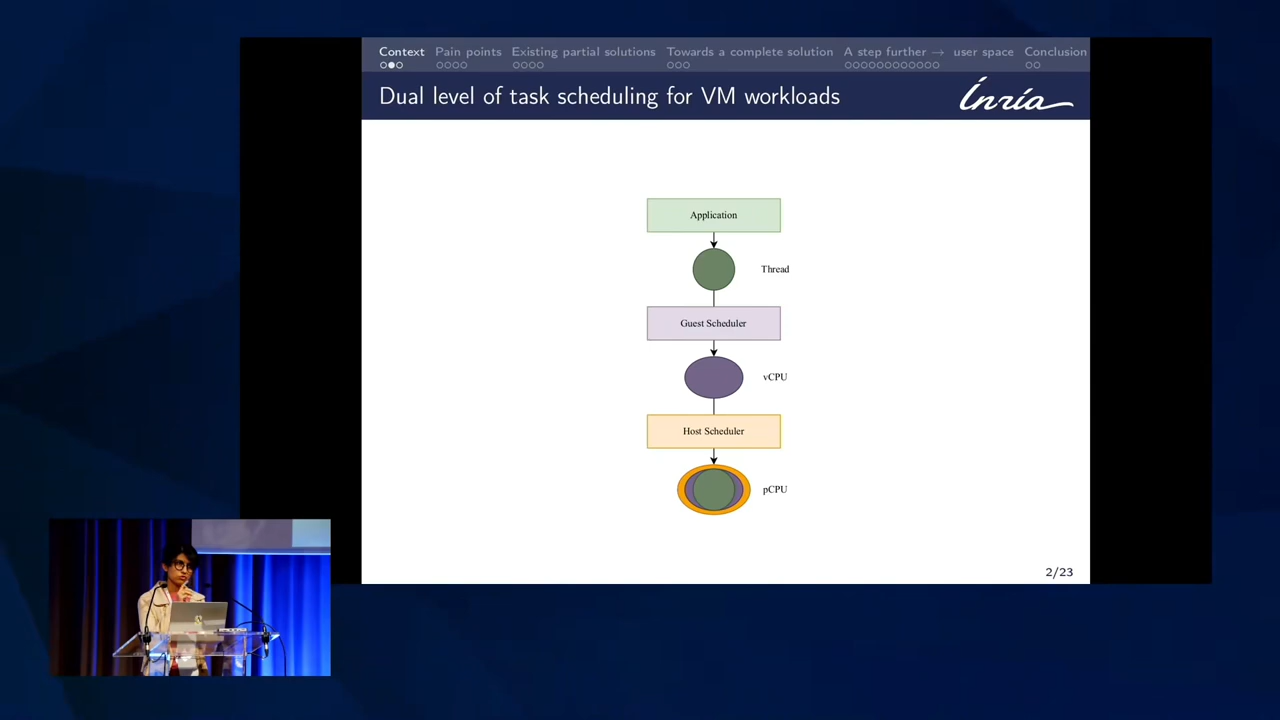 Context Pain points Existing partial solutions Towards a complete solution A step further → user space Conclusion
Dual level of task scheduling for VM workloads
Inria
Application
Thread
Guest Scheduler
vCPU
Host Scheduler
pCPU
2/23